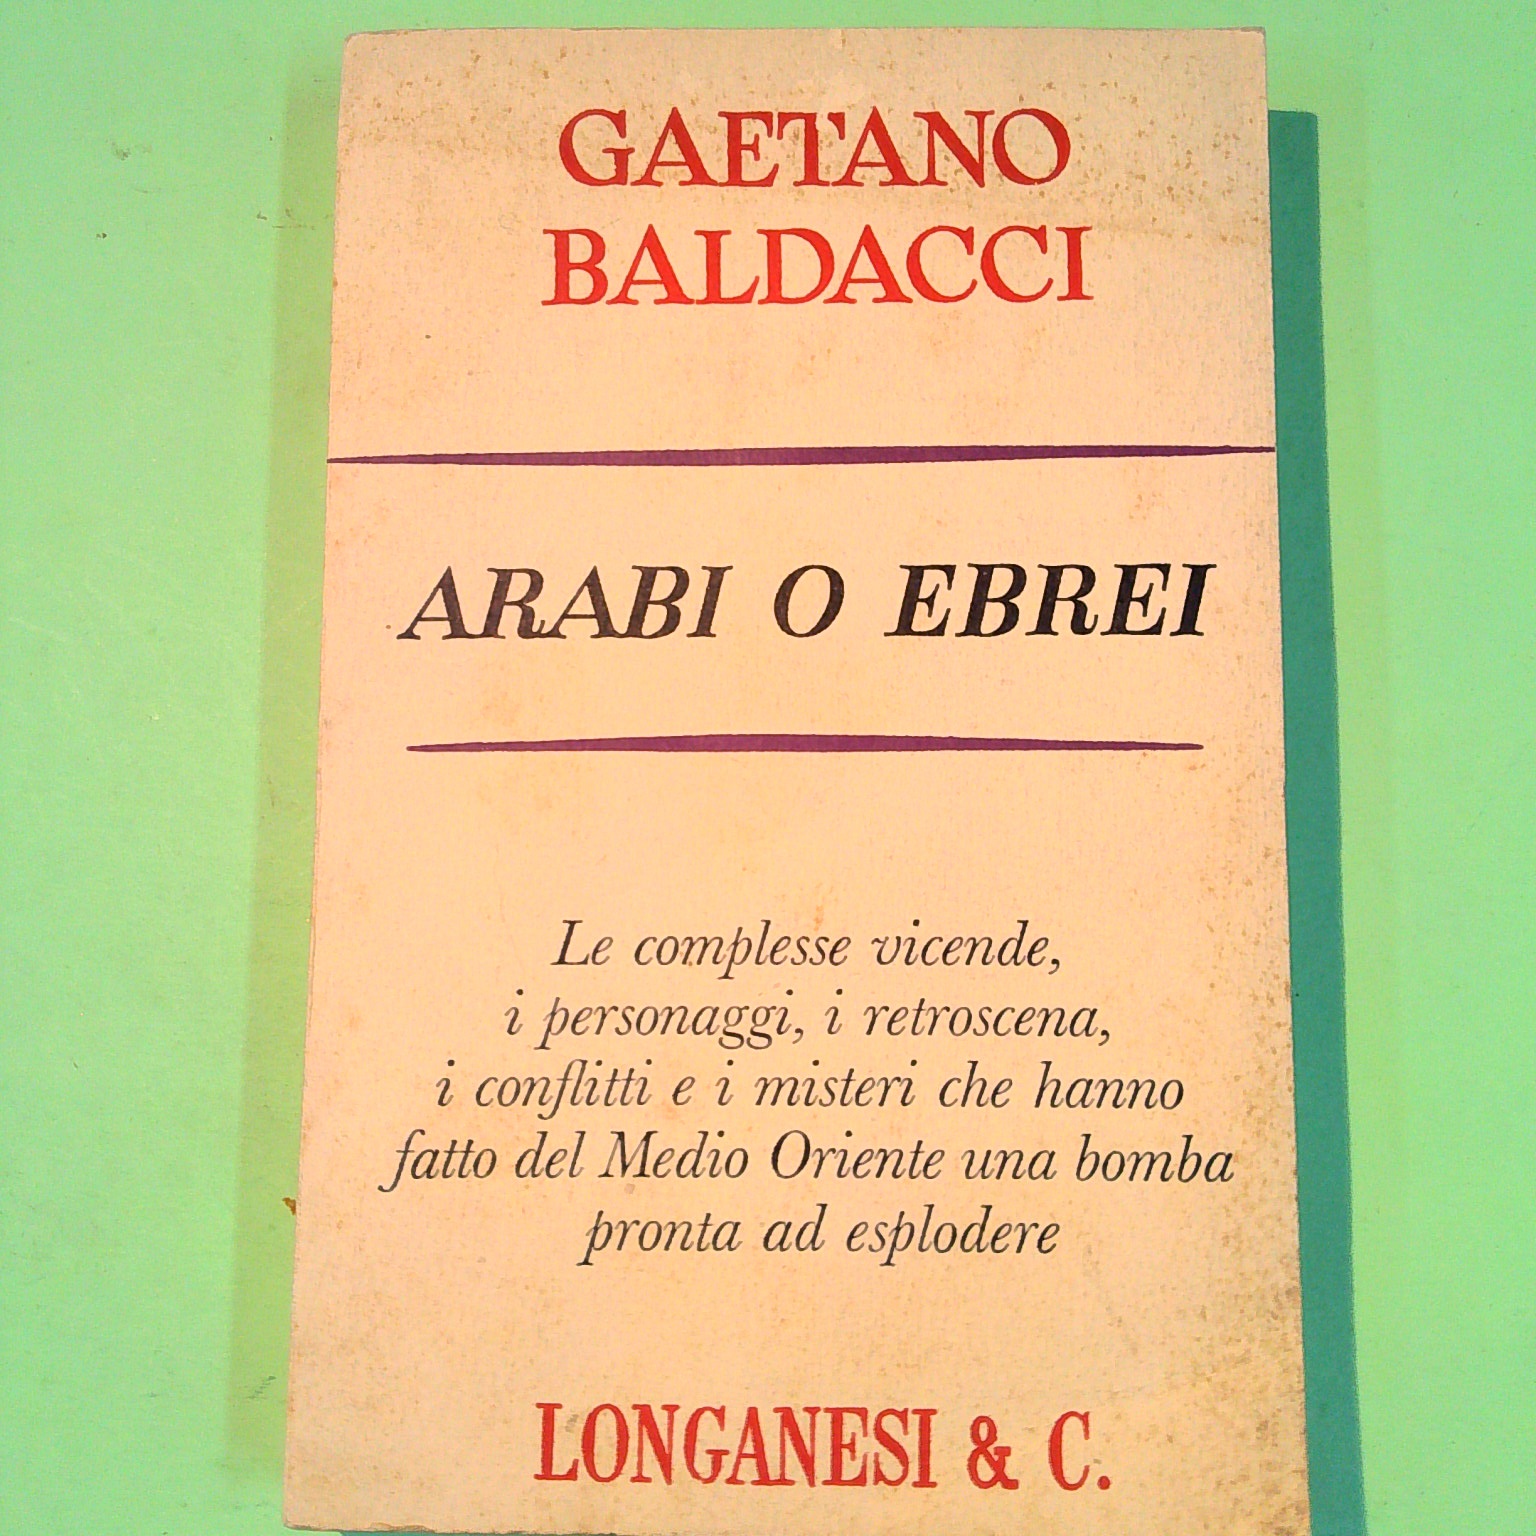 GAETANO
BALDACCI
ARABI O EBREI
Le complesse vicende,
i personaggi, i retroscena,
i conflitti e i misteri che hanno
fatto del Medio Oriente una bomba
pronta ad esplodere
LONGANESI & C.